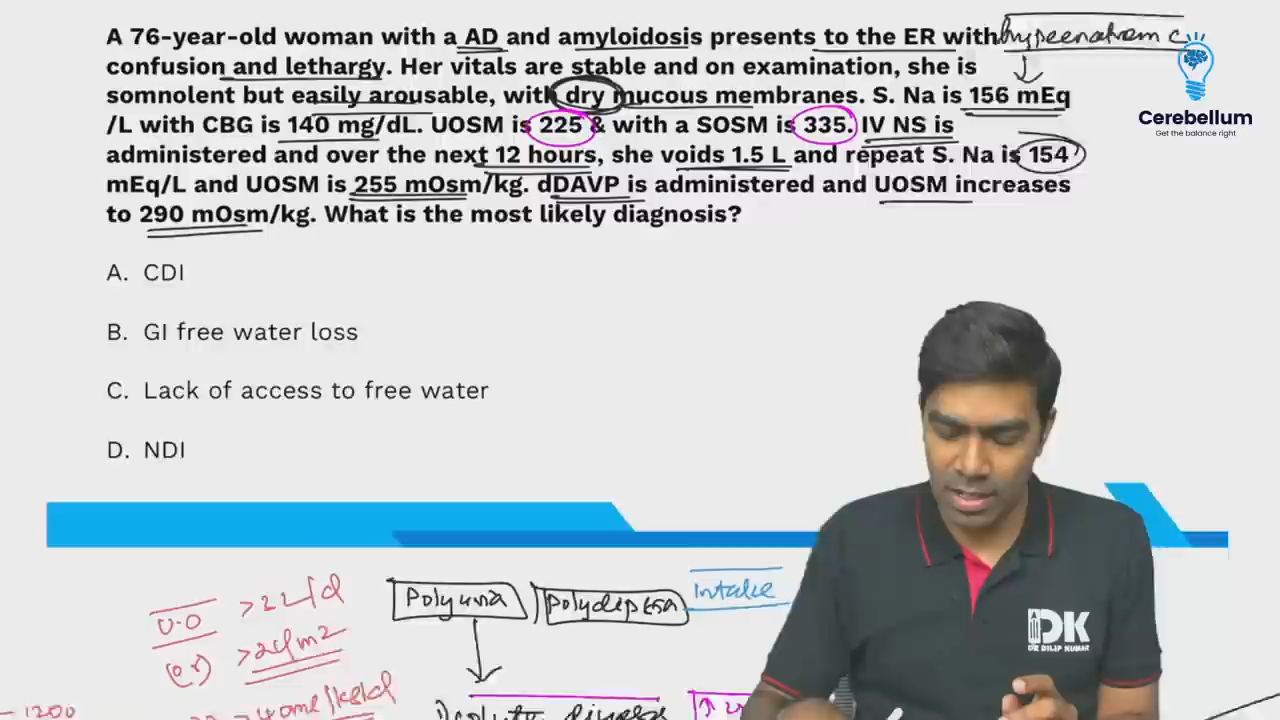 A 76-year-old woman with a AD and amyloidosis presents to the ER with
confusion and lethargy. Her vitals are stable and on examination, she is
somnolent but easily arousable, with dry mucous membranes. S. Na is 156 mEq
/L with CBG is 140 mg/dL. UOSM is 225 & with a SOSM is 335. IV NS is
administered and over the next 12 hours, she voids 1.5 L and repeat S. Na is 154
mEq/L and UOSM is 255 mOsm/kg. dDAVP is administered and UOSM increases
to 290 mOsm/kg. What is the most likely diagnosis?
Cerebellum
Get the balance right
A. CDI
B. GI free water loss
C. Lack of access to free water
D. NDI
U.O
Polyuria
Intake
DK
DR DILIP KUMAR
1200